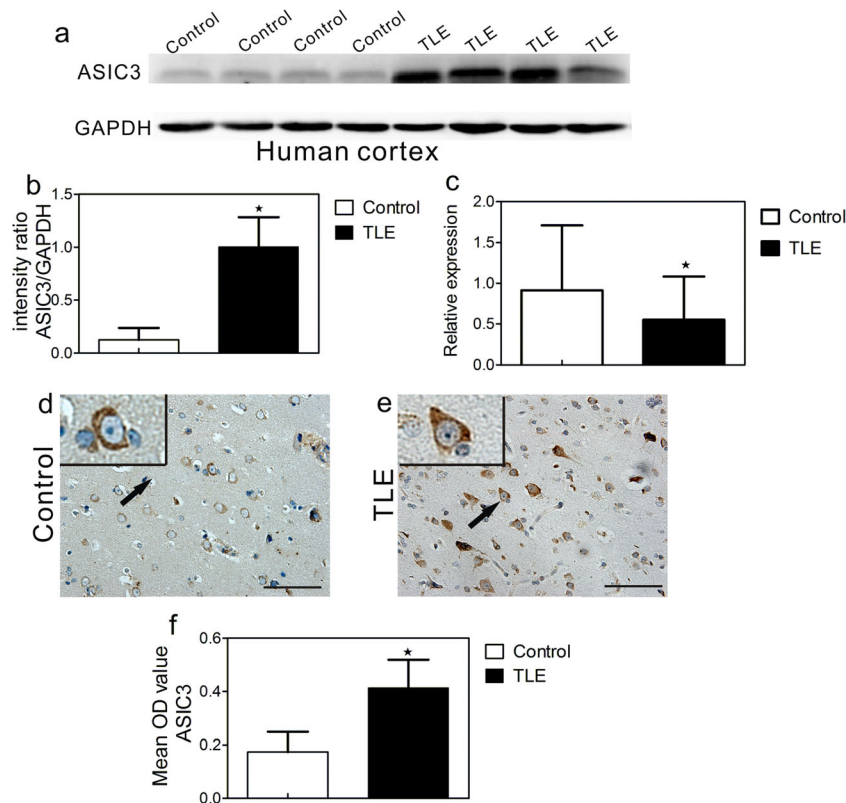 a
Control Control Control Control TLE TLE TLE TLE
ASIC3
GAPDH
Human cortex
b
intensity ratio
ASIC3/GAPDH
1.5
1.0
0.5
0.0
★
Control
TLE
c
Relative expression
2.0
1.5
1.0
0.5
0.0
★
Control
TLE
d
Control
e
TLE
f
Mean OD value
ASIC3
0.6
0.4
0.2
0.0
★
Control
TLE